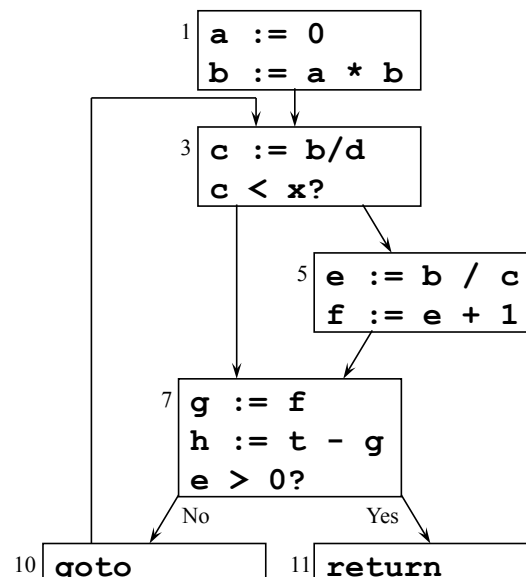 1 a := 0
b := a * b
3 c := b/d
c < x?
5 e := b / c
f := e + 1
7 g := f
h := t - g
e > 0?
No Yes
10 goto 11 return